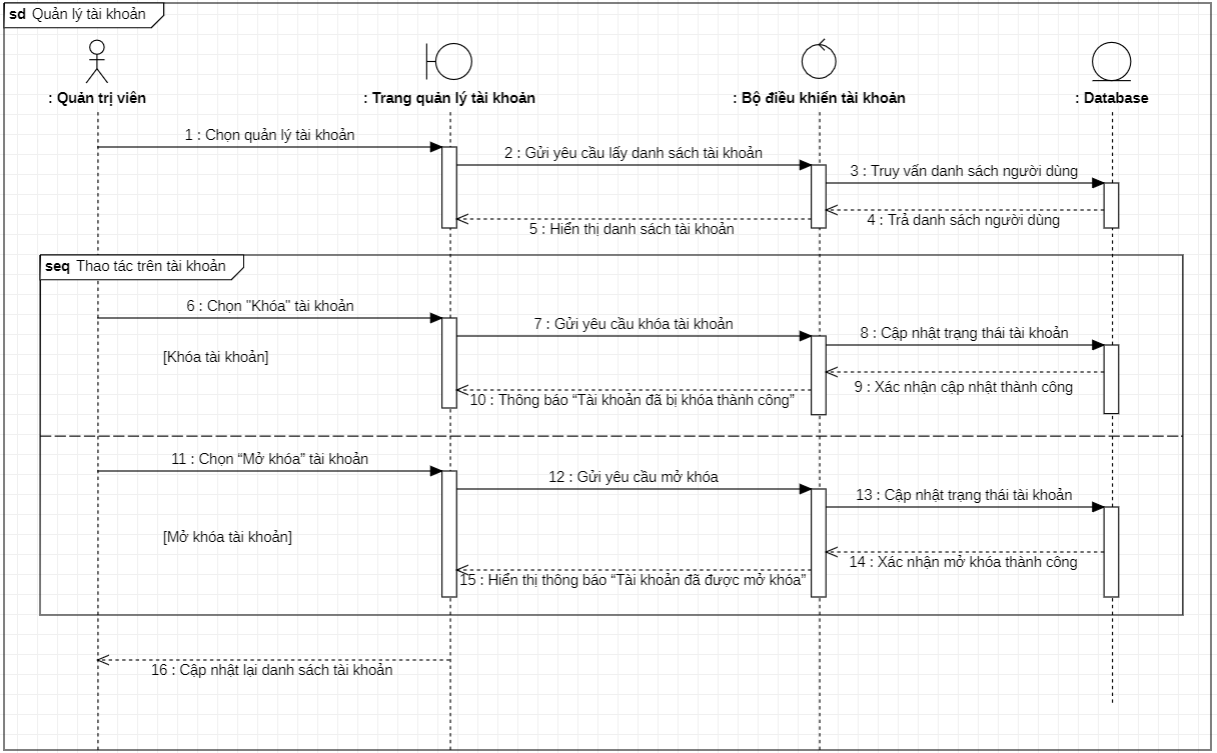 sd Quản lý tài khoản
: Quản trị viên
: Trang quản lý tài khoản
: Bộ điều khiển tài khoản
: Database
1 : Chọn quản lý tài khoản
2 : Gửi yêu cầu lấy danh sách tài khoản
3 : Truy vấn danh sách người dùng
4 : Trả danh sách người dùng
5 : Hiển thị danh sách tài khoản
seq Thao tác trên tài khoản
6 : Chọn "Khóa" tài khoản
7 : Gửi yêu cầu khóa tài khoản
8 : Cập nhật trạng thái tài khoản
[Khóa tài khoản]
9 : Xác nhận cập nhật thành công
10 : Thông báo “Tài khoản đã bị khóa thành công”
11 : Chọn “Mở khóa” tài khoản
12 : Gửi yêu cầu mở khóa
13 : Cập nhật trạng thái tài khoản
[Mở khóa tài khoản]
14 : Xác nhận mở khóa thành công
15 : Hiển thị thông báo “Tài khoản đã được mở khóa”
16 : Cập nhật lại danh sách tài khoản